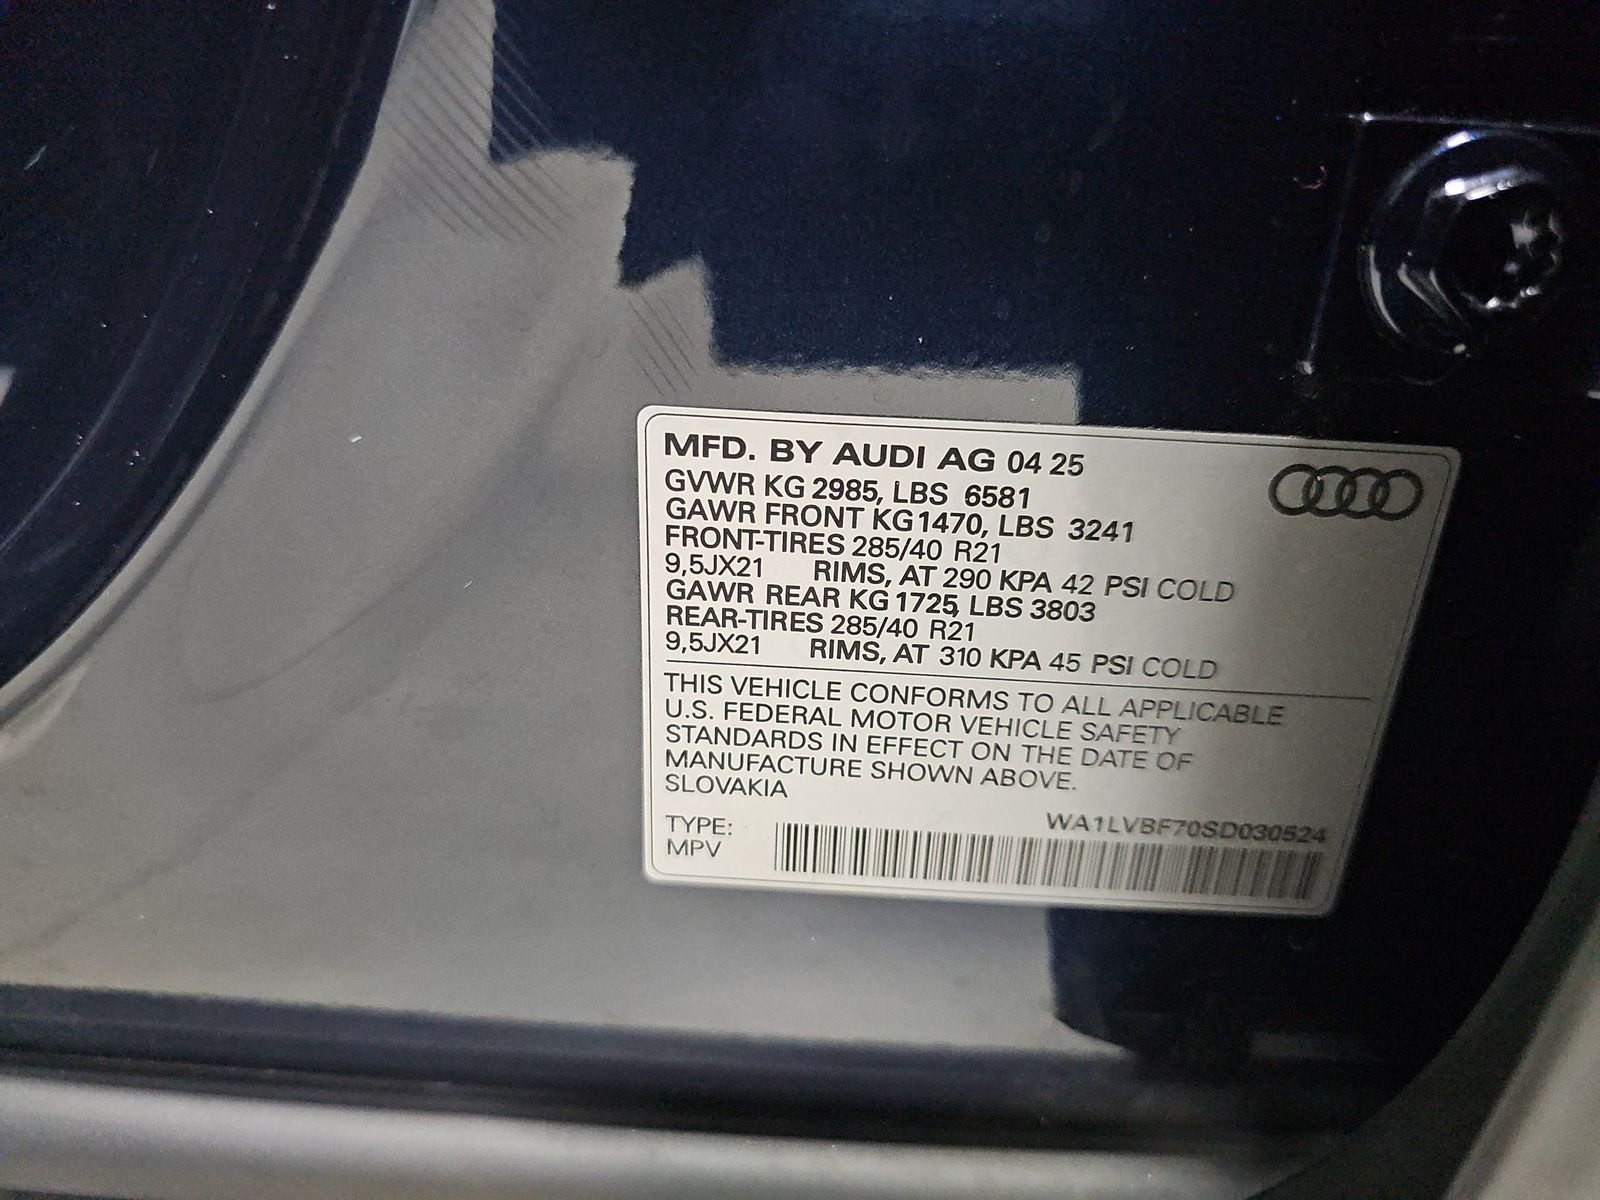 MFD. BY AUDI AG 04 25
GVWR KG 2985, LBS 6581
GAWR FRONT KG 1470, LBS 3241
FRONT-TIRES 285/40 R21
9,5JX21 RIMS, AT 290 KPA 42 PSI COLD
GAWR REAR KG 1725, LBS 3803
REAR-TIRES 285/40 R21
9,5JX21 RIMS, AT 310 KPA 45 PSI COLD
THIS VEHICLE CONFORMS TO ALL APPLICABLE
U.S. FEDERAL MOTOR VEHICLE SAFETY
STANDARDS IN EFFECT ON THE DATE OF
MANUFACTURE SHOWN ABOVE.
SLOVAKIA
WA1LVBF70SD030524
TYPE:
MPV